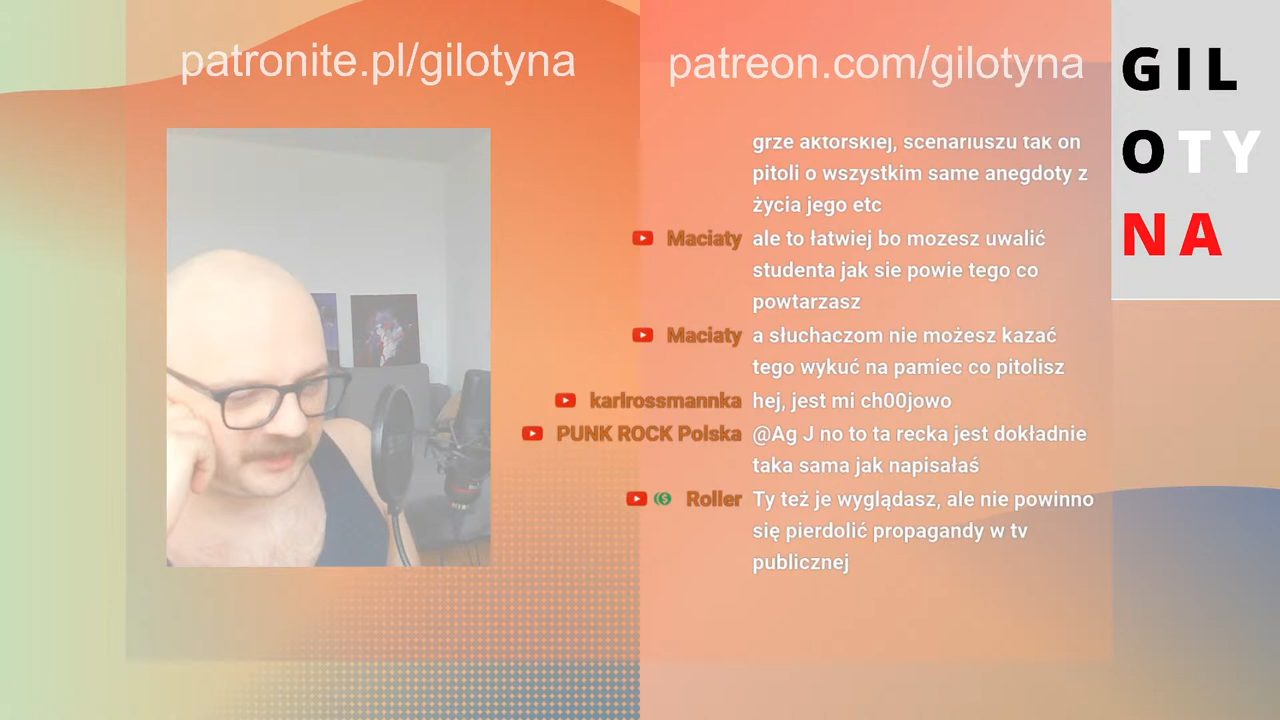 patronite.pl/gilotyna
patreon.com/gilotyna
GIL
OTY
NA
grze aktorskiej, scenariuszu tak on
pitoli o wszystkim same anegdoty z
życia jego etc
Maciaty ale to łatwiej bo mozesz uwalić
studenta jak sie powie tego co
powtarzasz
Maciaty a słuchaczom nie możesz kazać
tego wykuć na pamiec co pitolisz
karlrossmannka hej, jest mi ch00jowo
PUNK ROCK Polska @Ag J no to ta recka jest dokładnie
taka sama jak napisałaś
Roller Ty też je wyglądasz, ale nie powinno
się pierdolić propagandy w tv
publicznej